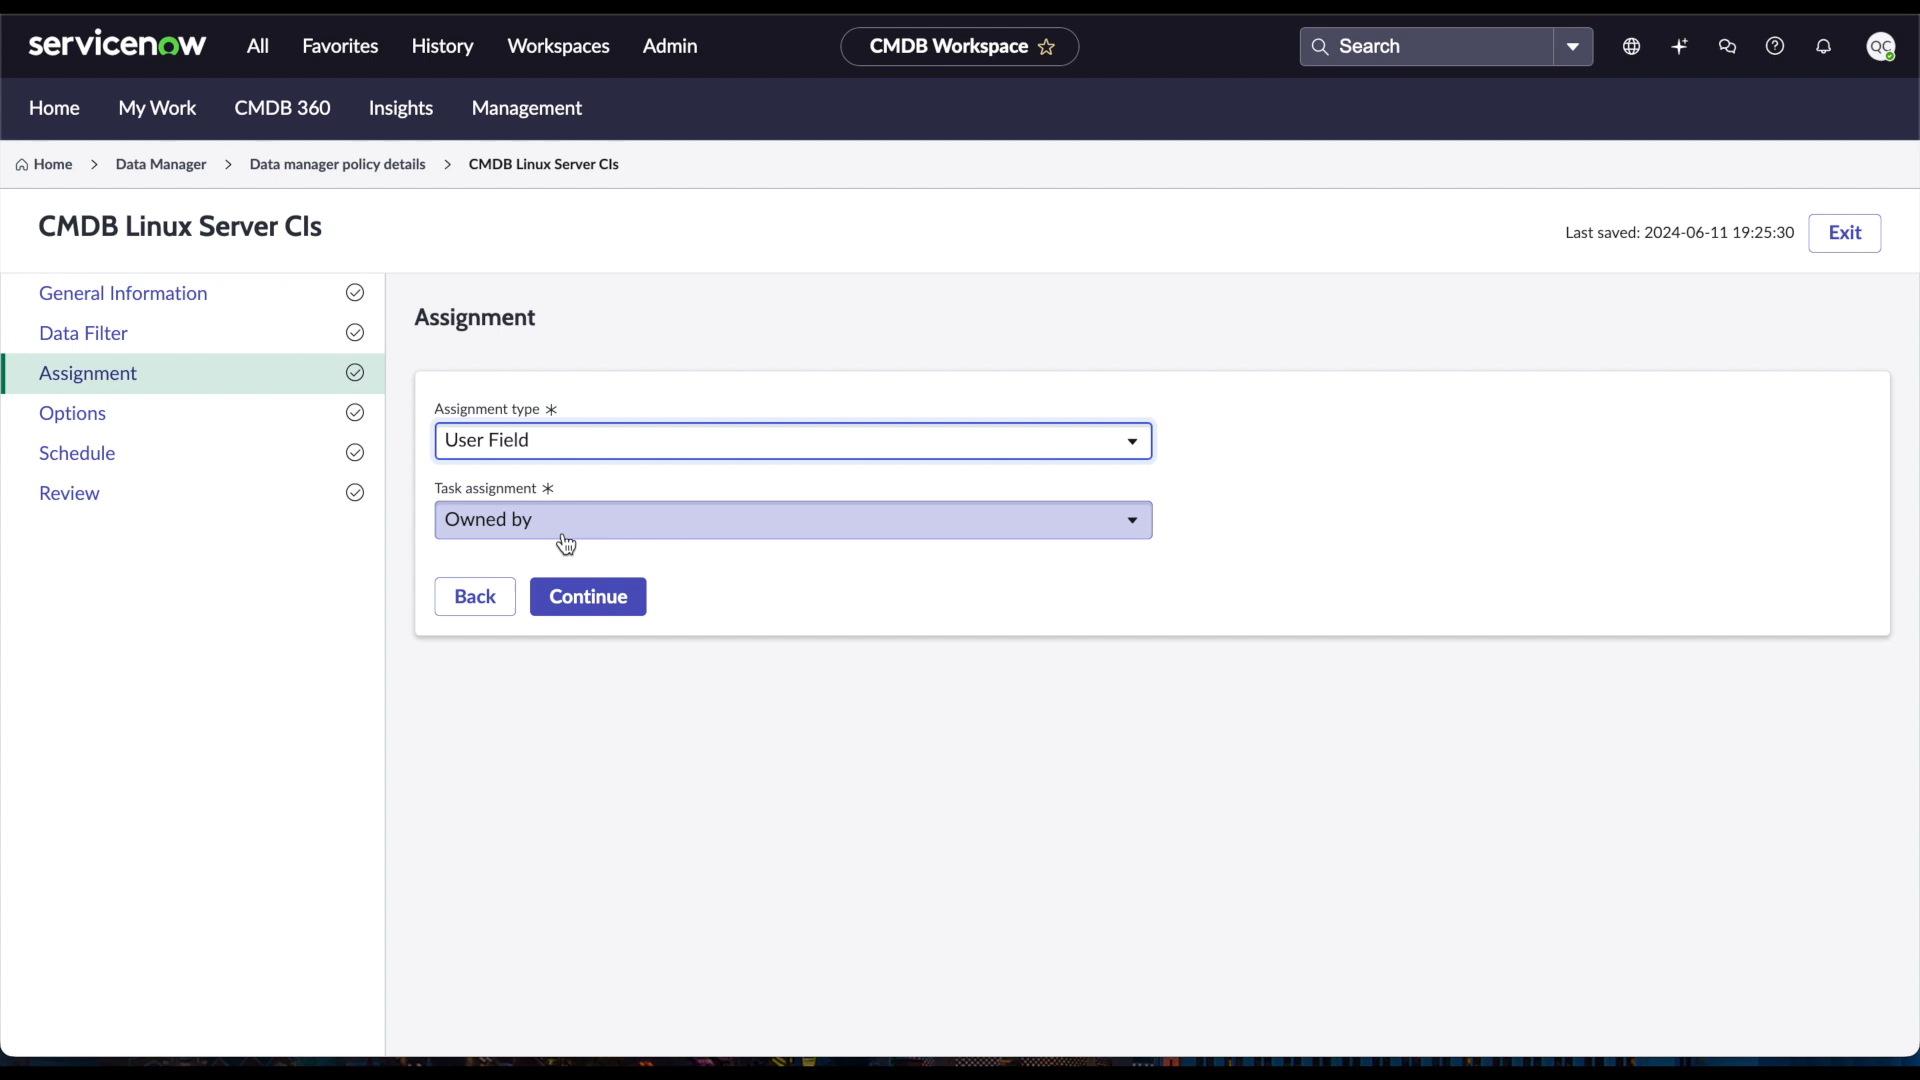 servicenow All Favorites History Workspaces Admin CMDB Workspace Search QC
Home My Work CMDB 360 Insights Management
Home > Data Manager > Data manager policy details > CMDB Linux Server CIs
CMDB Linux Server CIs
Last saved: 2024-06-11 19:25:30 Exit
General Information
Data Filter
Assignment
Options
Schedule
Review
Assignment
Assignment type *
User Field
Task assignment *
Owned by
Back Continue